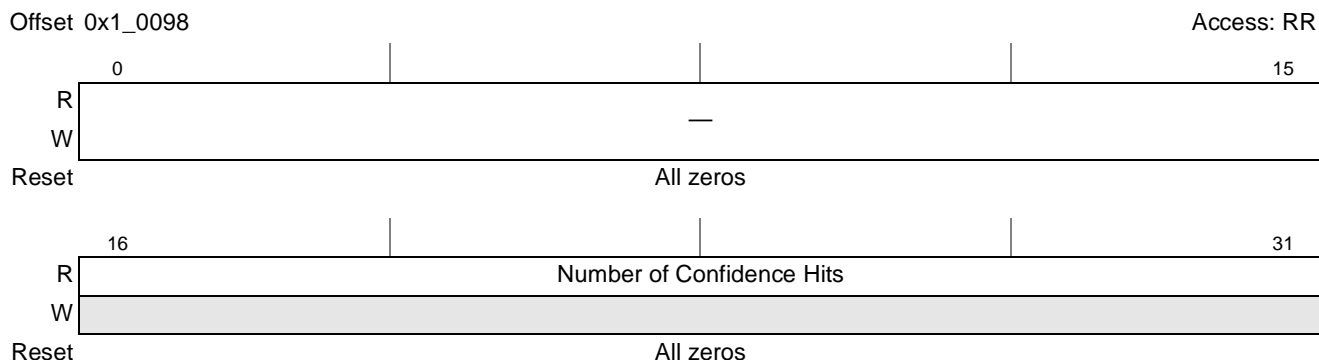 Offset 0x1_0098 Access: RR
0 15
R
—
W
Reset All zeros
16 31
R Number of Confidence Hits
W
Reset All zeros